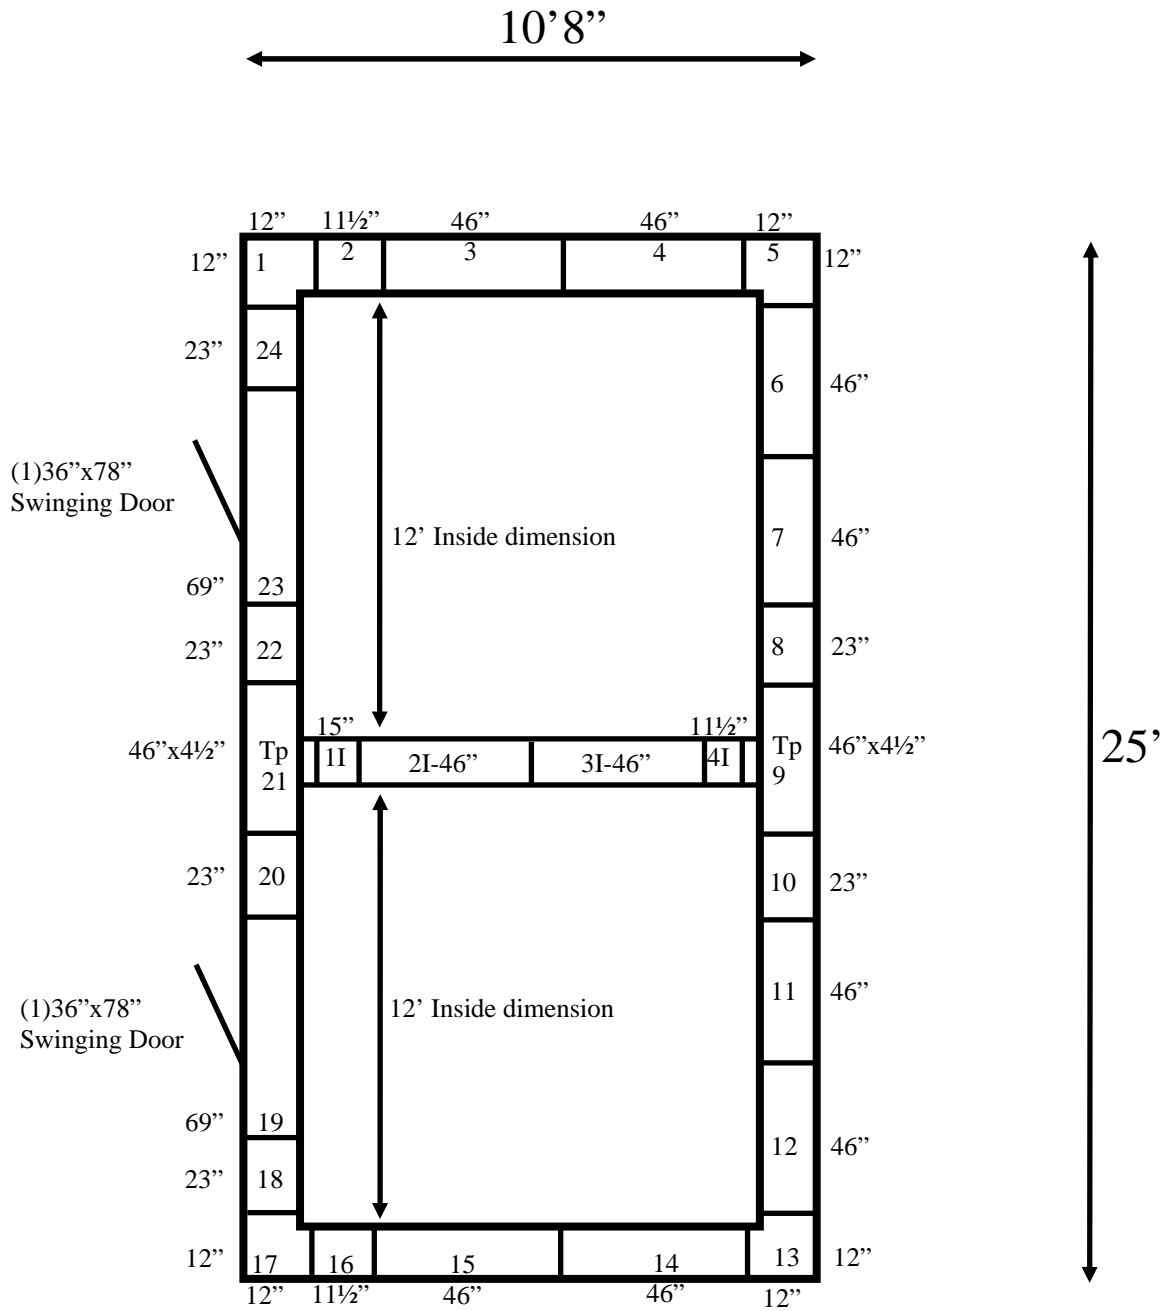 10’8”
12” 11½” 46” 46” 12”
12” 1 2 3 4 5 12”
23” 24 6 46”
(1)36”x78”
Swinging Door
12’ Inside dimension 7 46”
69” 23
23” 22 8 23”
15” 11½”
46”x4½” Tp 21 1I 2I-46” 3I-46” 4I Tp 9 46”x4½” 25’
23” 20 10 23”
(1)36”x78”
Swinging Door
12’ Inside dimension 11 46”
69” 19
23” 18 12 46”
12” 17 16 15 14 13 12”
12” 11½” 46” 46” 12”